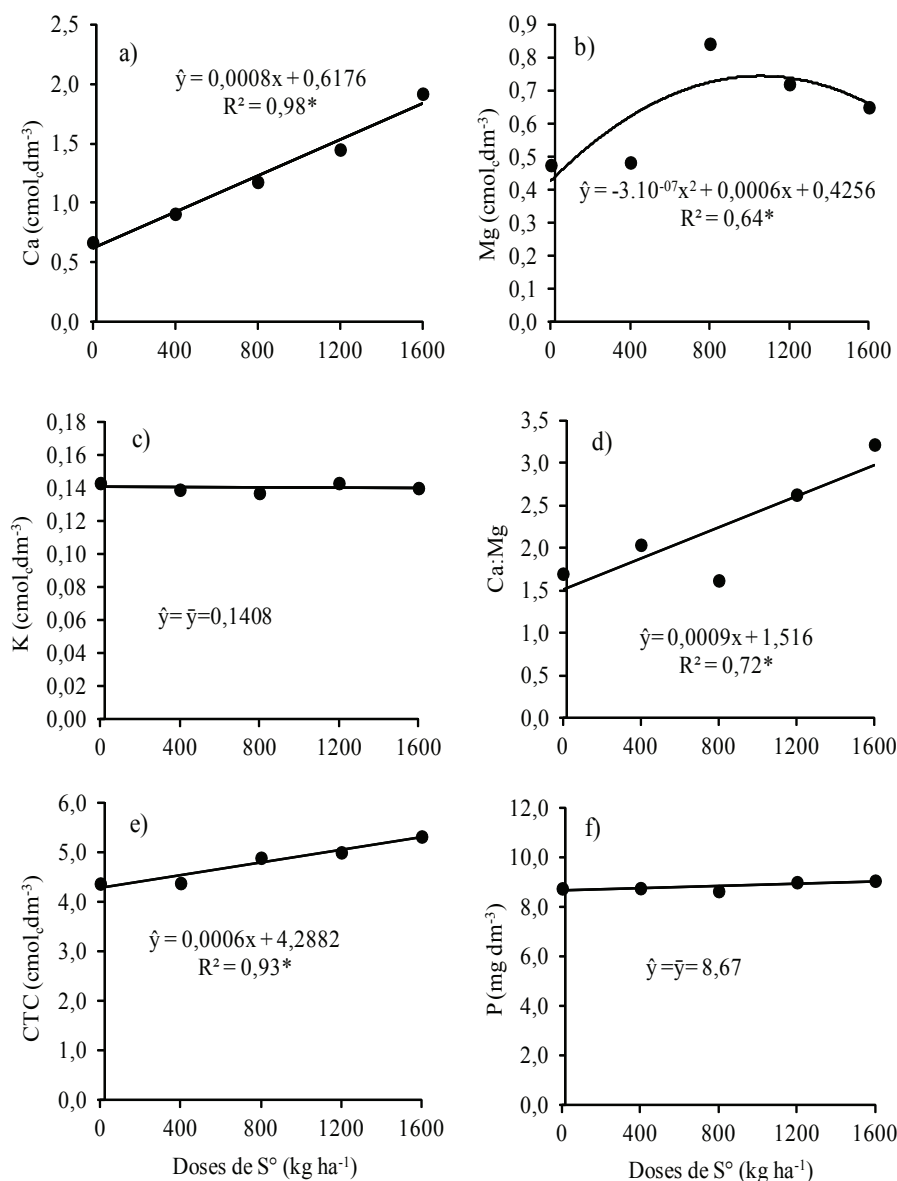 a)
ŷ = 0,0008x + 0,6176
R² = 0,98*
Ca (cmol꜀dm⁻³)
2,5
2,0
1,5
1,0
0,5
0,0
0 400 800 1200 1600
b)
ŷ = -3.10⁻⁰⁷x² + 0,0006x + 0,4256
R² = 0,64*
Mg (cmol꜀dm⁻³)
0,9
0,8
0,7
0,6
0,5
0,4
0,3
0,2
0,1
0,0
0 400 800 1200 1600
c)
ŷ= ȳ=0,1408
K (cmol꜀dm⁻³)
0,18
0,16
0,14
0,12
0,10
0,08
0,06
0,04
0,02
0,00
0 400 800 1200 1600
d)
ŷ= 0,0009x + 1,516
R² = 0,72*
Ca:Mg
3,5
3,0
2,5
2,0
1,5
1,0
0,5
0,0
0 400 800 1200 1600
e)
ŷ = 0,0006x + 4,2882
R² = 0,93*
CTC (cmol꜀dm⁻³)
6,0
5,0
4,0
3,0
2,0
1,0
0,0
0 400 800 1200 1600
Doses de S° (kg ha⁻¹)
f)
ŷ =ȳ= 8,67
P (mg dm⁻³)
12,0
10,0
8,0
6,0
4,0
2,0
0,0
0 400 800 1200 1600
Doses de S° (kg ha⁻¹)